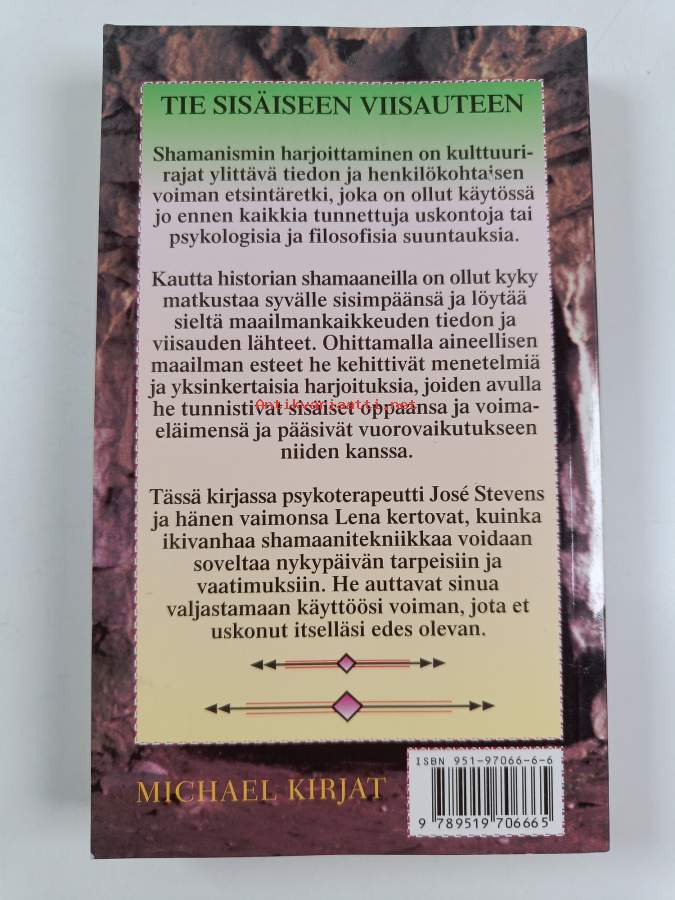 TIE SISÄISEEN VIISAUTEEN
Shamanismin harjoittaminen on kulttuuri-
rajat ylittävä tiedon ja henkilökohtaisen
voiman etsintäretki, joka on ollut käytössä
jo ennen kaikkia tunnettuja uskontoja tai
psykologisia ja filosofisia suuntauksia.
Kautta historian shamaaneilla on ollut kyky
matkustaa syvälle sisimpäänsä ja löytää
sieltä maailmankaikkeuden tiedon ja
viisauden lähteet. Ohittamalla aineellisen
maailman esteet he kehittivät menetelmiä
ja yksinkertaisia harjoituksia, joiden avulla
he tunnistivat sisäiset oppaansa ja voima-
Antikvariaatti.net
eläimensä ja pääsivät vuorovaikutukseen
niiden kanssa.
Tässä kirjassa psykoterapeutti José Stevens
ja hänen vaimonsa Lena kertovat, kuinka
ikivanhaa shamaanitekniikkaa voidaan
soveltaa nykypäivän tarpeisiin ja
vaatimuksiin. He auttavat sinua
valjastamaan käyttöösi voiman, jota et
uskonut itselläsi edes olevan.
MICHAEL KIRJAT
ISBN 951-97066-6-6
9 789519 706665